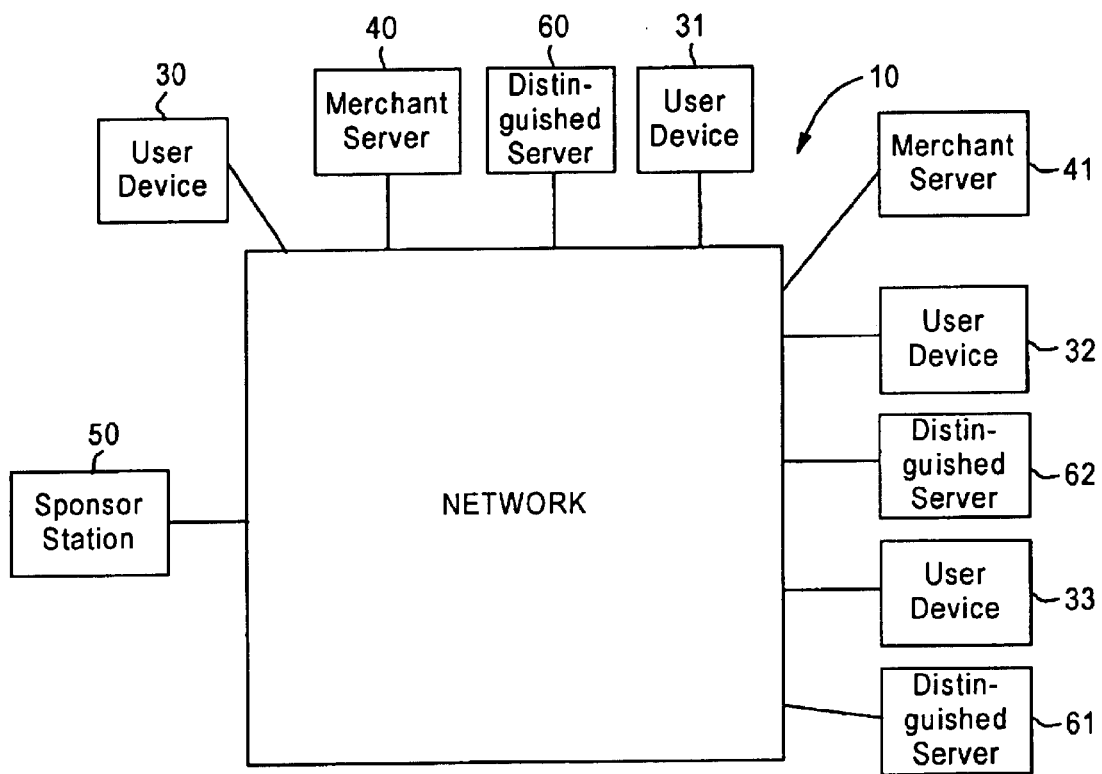 40
60
31
30
10
Merchant
Server
Distin-
guished
Server
User
Device
User
Device
Merchant
Server
41
User
Device
32
50
Distin-
guished
Server
62
Sponsor
Station
NETWORK
User
Device
33
Distin-
guished
Server
61